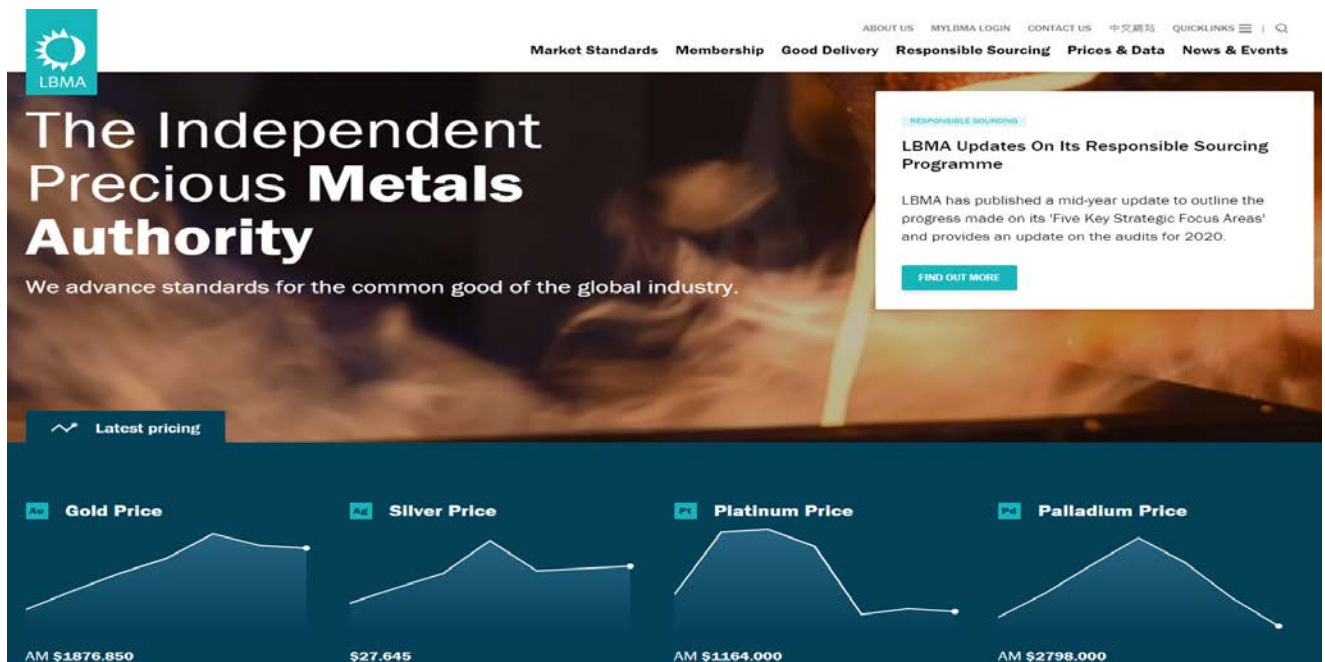 LBMA
ABOUT US MYLBMA LOGIN CONTACT US 中文網站 QUICKLINKS
Market Standards Membership Good Delivery Responsible Sourcing Prices & Data News & Events
The Independent
Precious Metals
Authority
We advance standards for the common good of the global industry.
RESPONSIBLE SOURCING
LBMA Updates On Its Responsible Sourcing
Programme
LBMA has published a mid-year update to outline the
progress made on its 'Five Key Strategic Focus Areas'
and provides an update on the audits for 2020.
FIND OUT MORE
Latest pricing
Au Gold Price
Ag Silver Price
Pt Platinum Price
Pd Palladium Price
AM $1876.850
$27.645
AM $1164.000
AM $2798.000